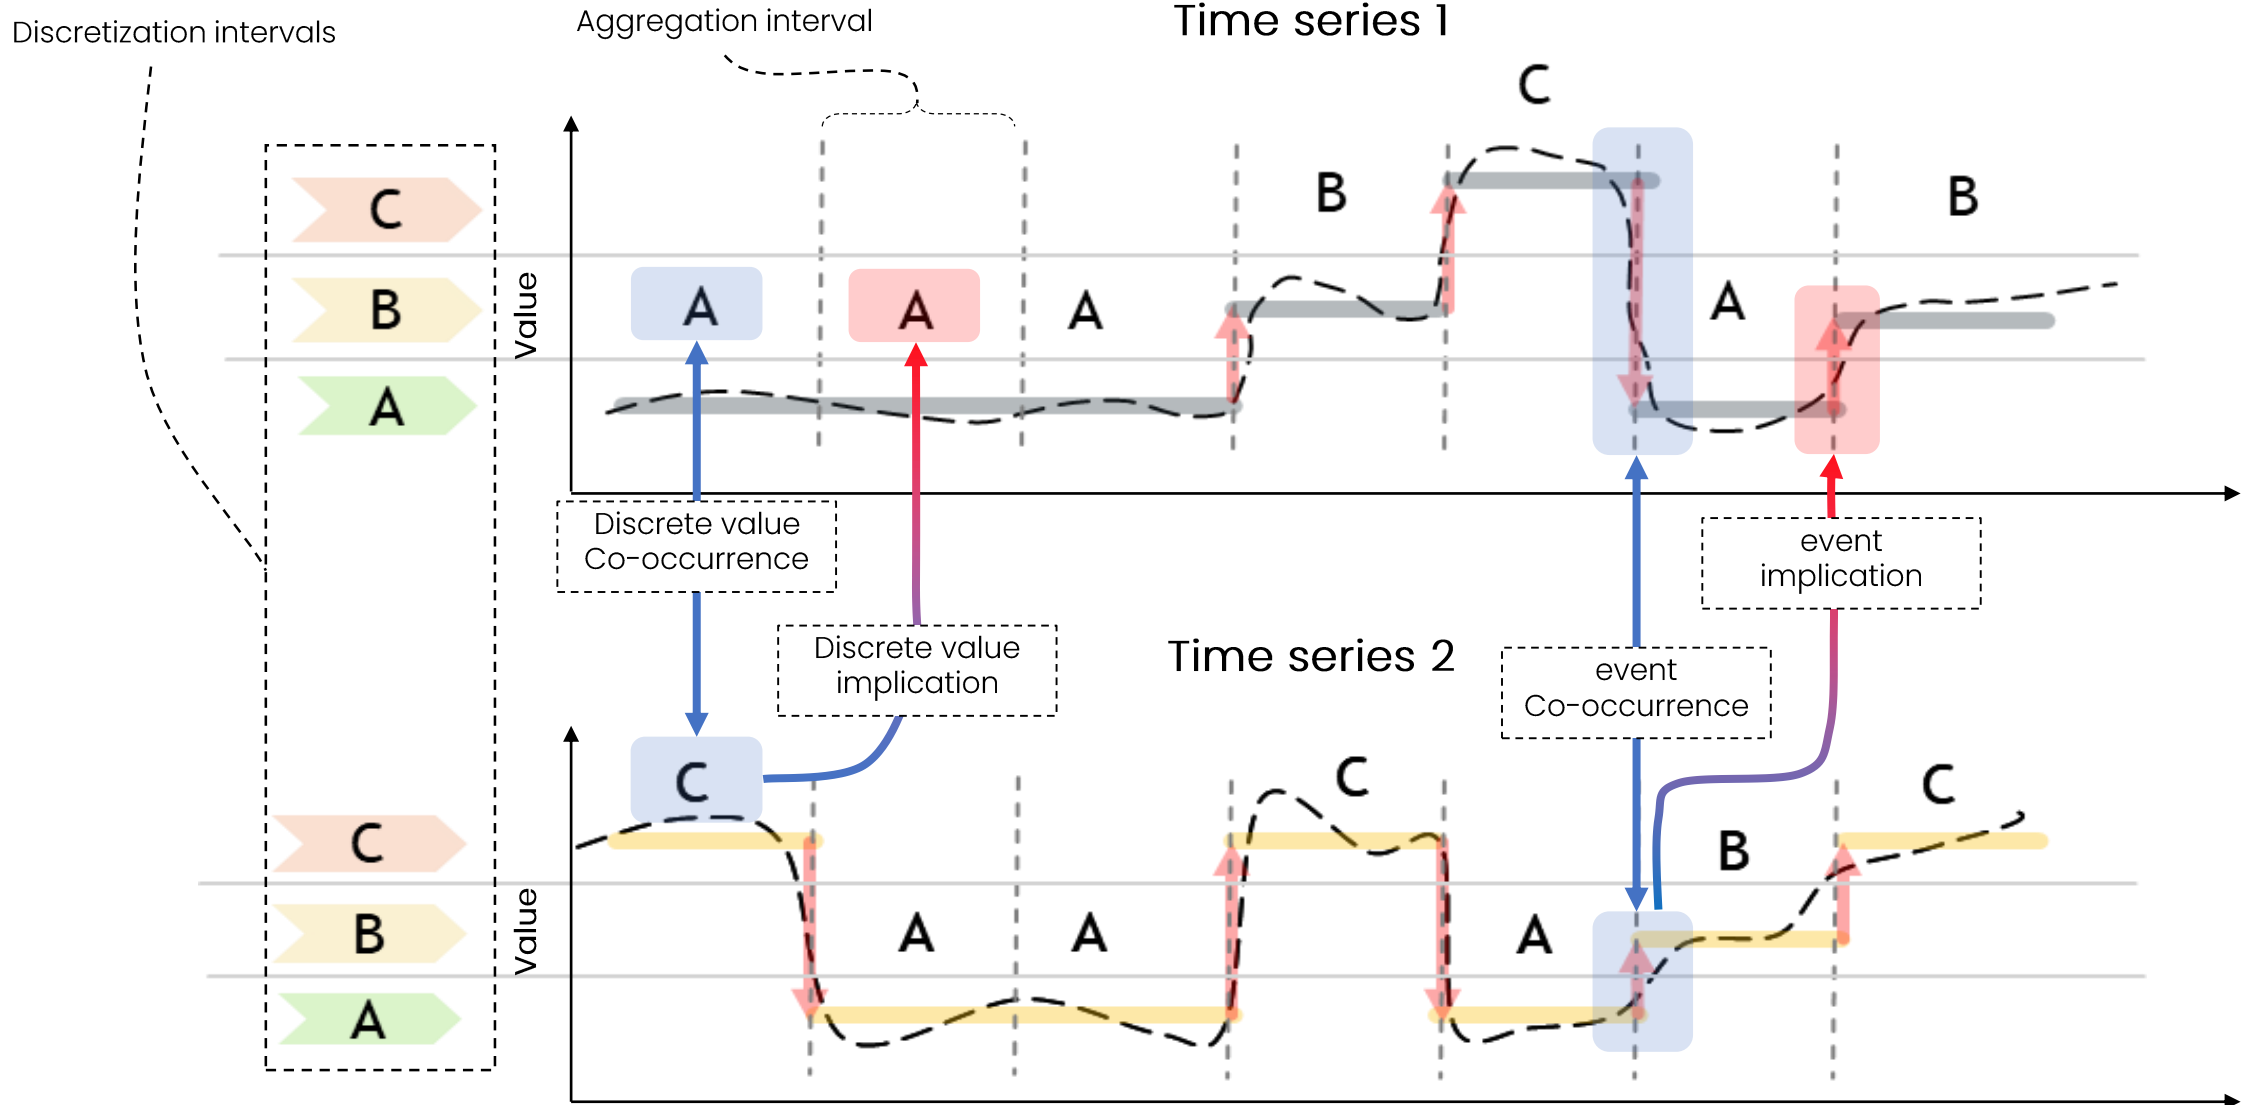 Discretization intervals
Aggregation interval
Time series 1
C
B
B
C
B
A
Value
A
A
A
A
Discrete value
Co-occurrence
event
implication
Discrete value
implication
Time series 2
event
Co-occurrence
C
C
C
C
B
A
Value
A
A
A
B